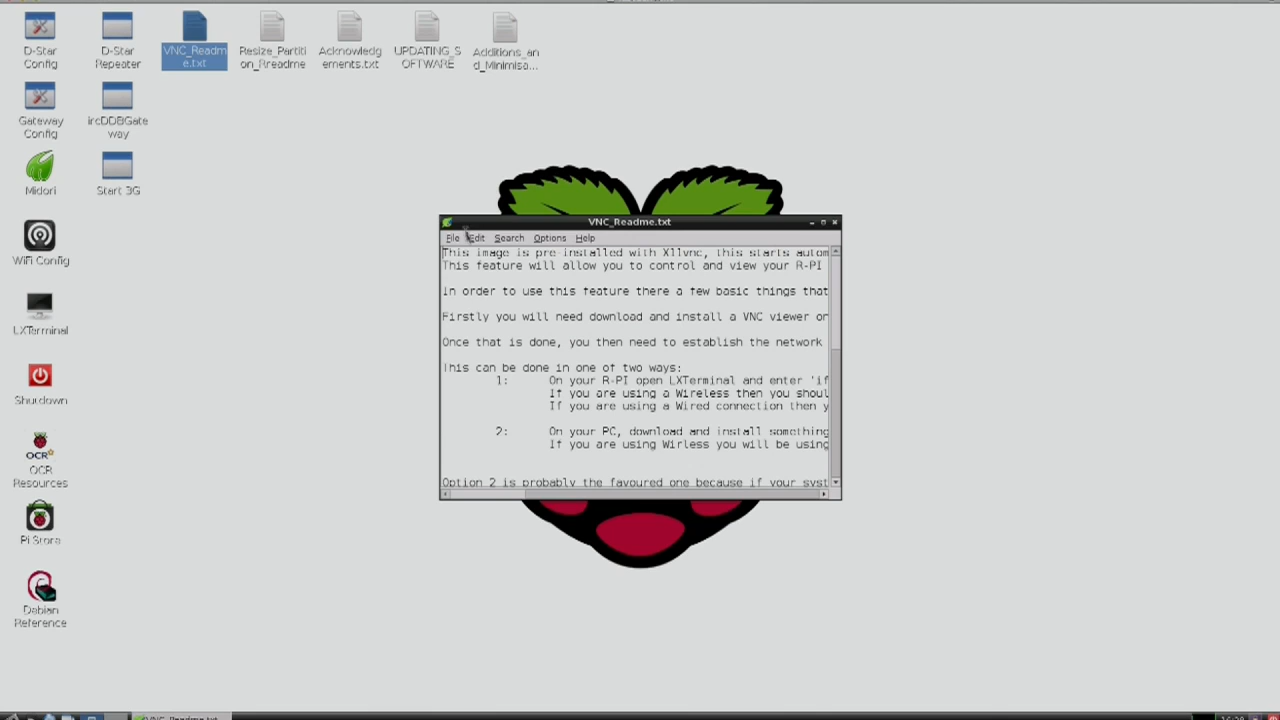 D-Star
Config
D-Star
Repeater
VNC_Readm
e.txt
Resize_Partiti
on_Rreadme
Acknowledg
ements.txt
UPDATING_S
OFTWARE
Additions_an
d_Minimisa...
Gateway
Config
ircDDBGate
way
Midori
Start 3G
WiFi Config
LXTerminal
Shutdown
OCR
OCR
Resources
Pi Store
Debian
Reference
VNC_Readme.txt
File Edit Search Options Help
This image is pre installed with X11vnc, this starts autom
This feature will allow you to control and view your R-PI
In order to use this feature there a few basic things that
Firstly you will need download and install a VNC viewer on
Once that is done, you then need to establish the network
This can be done in one of two ways:
1: On your R-PI open LXTerminal and enter 'if
If you are using a Wireless then you shoul
If you are using a Wired connection then y
2: On your PC, download and install something
If you are using Wirless you will be using
Option 2 is probably the favoured one because if your syst
VNC_Readme.txt